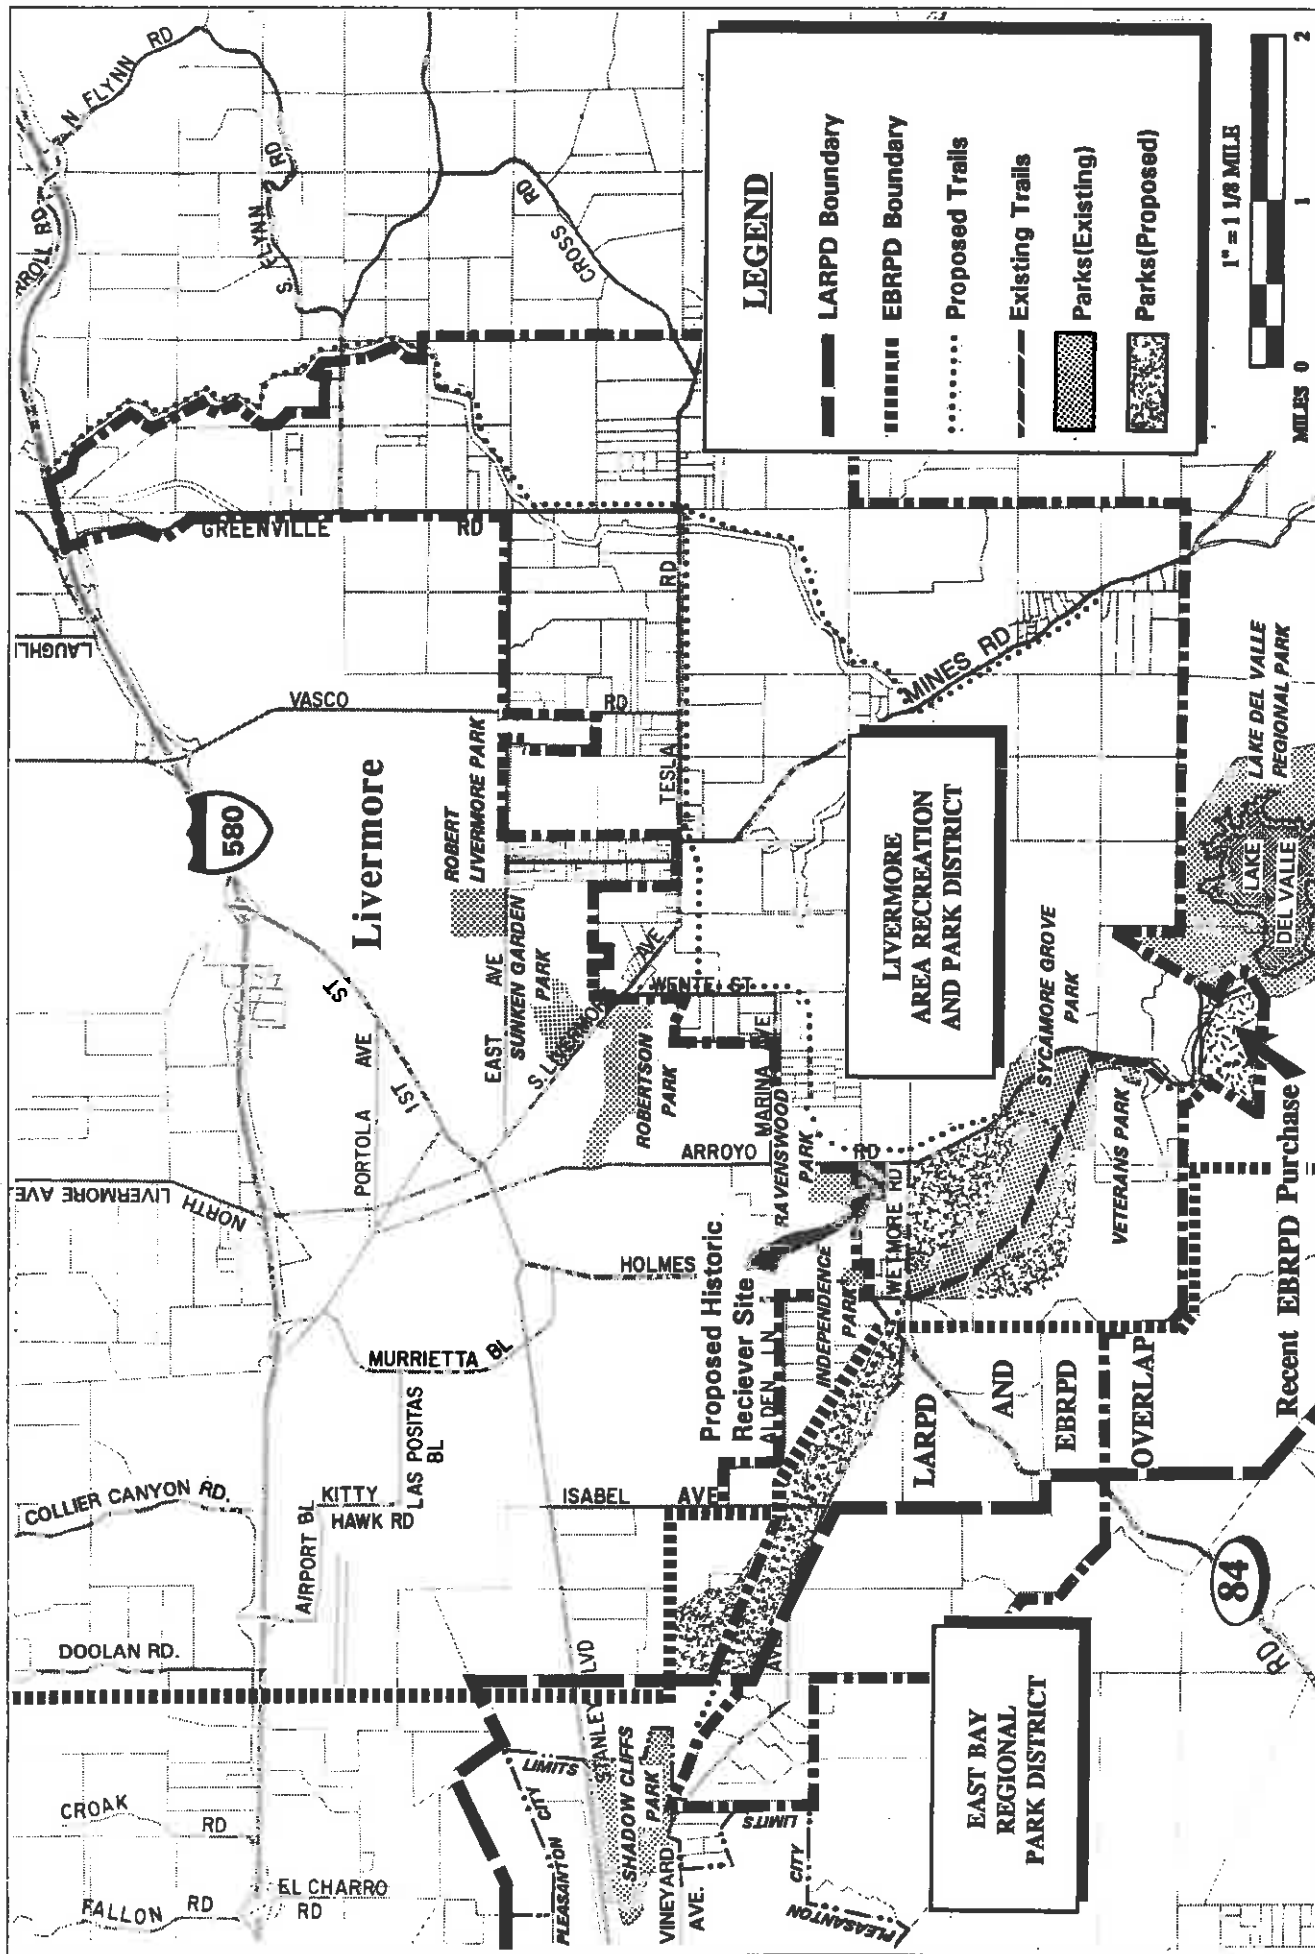 FALLON
RD
EL CHARRO
RD
CROAK
RD
DOOLAN RD.
COLLIER CANYON RD.
AIRPORT BL
KITTY
HAWK RD
LAS POSITAS
BL
MURRIETTA BL
NORTH
LIVERMORE AVE
PORTOLA AVE
1ST
ST
580
Livermore
VASCO
RD
LAUGHLI
GREENVILLE
RD
RROLL RD
N FLYNN RD
S. FLYNN RD
CROSS
RD
PLEASANTON
CITY
LIMITS
STANLEY
LVD
SHADOW CLIFFS
PARK
VINEYARD
AVE.
ISABEL
AVE
HOLMES
EAST AVE
SUNKEN GARDEN
PARK
ROBERT
LIVERMORE PARK
S. LIVERMORE
AVE
ROBERTSON
PARK
WENTE ST
TESLA
RD
ARROYO
RD
MARINA AVE
RAVENSWOOD
PARK
Proposed Historic
Reciever Site
ALDEN LN
INDEPENDENCE
PARK
WETMORE RD
PLEASANTON
CITY
LIMITS
AVE
EAST BAY
REGIONAL
PARK DISTRICT
84
RD
LARPD
AND
EBRPD
OVERLAP
VETERANS PARK
SYCAMORE GROVE
PARK
LIVERMORE
AREA RECREATION
AND PARK DISTRICT
MINES RD
LAKE DEL VALLE
REGIONAL PARK
LAKE
DEL VALLE
Recent EBRPD Purchase
LEGEND
LARPD Boundary
EBRPD Boundary
Proposed Trails
Existing Trails
Parks(Existing)
Parks(Proposed)
1" = 1 1/8 MILE
MILES 0 1 2